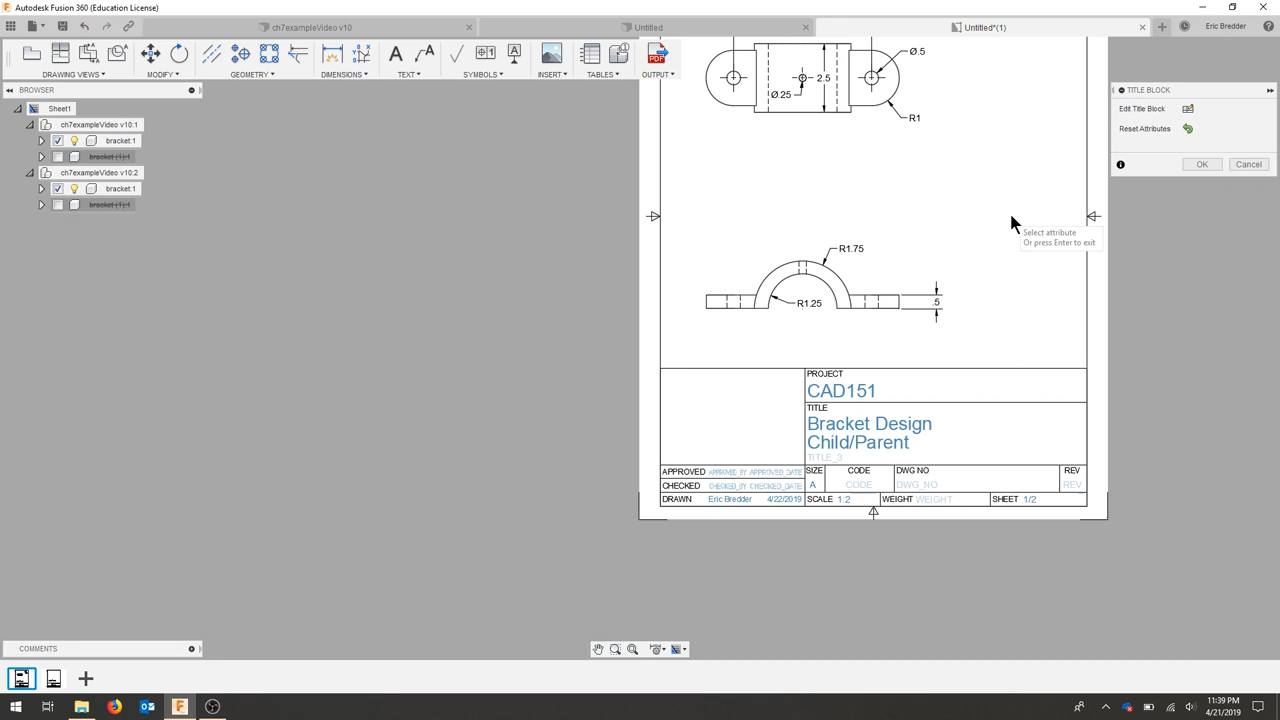 Autodesk Fusion 360 (Education License)
ch7exampleVideo v10
Untitled
Untitled*(1)
Eric Bredder
DRAWING VIEWS
MODIFY
GEOMETRY
DIMENSIONS
TEXT
SYMBOLS
INSERT
TABLES
OUTPUT
PDF
BROWSER
Sheet1
ch7exampleVideo v10:1
bracket:1
bracket (1):1
ch7exampleVideo v10:2
bracket:1
bracket (1):1
TITLE BLOCK
Edit Title Block
Reset Attributes
OK
Cancel
Ø.5
2.5
Ø.25
R1
Select attribute
Or press Enter to exit
R1.75
R1.25
.5
PROJECT
CAD151
TITLE
Bracket Design
Child/Parent
TITLE_3
APPROVED APPROVED_BY APPROVED_DATE
SIZE CODE DWG NO REV
CHECKED CHECKED_BY CHECKED_DATE
A CODE DWG_NO REV
DRAWN Eric Bredder 4/22/2019 SCALE 1:2 WEIGHT WEIGHT SHEET 1/2
COMMENTS
11:39 PM
4/21/2019